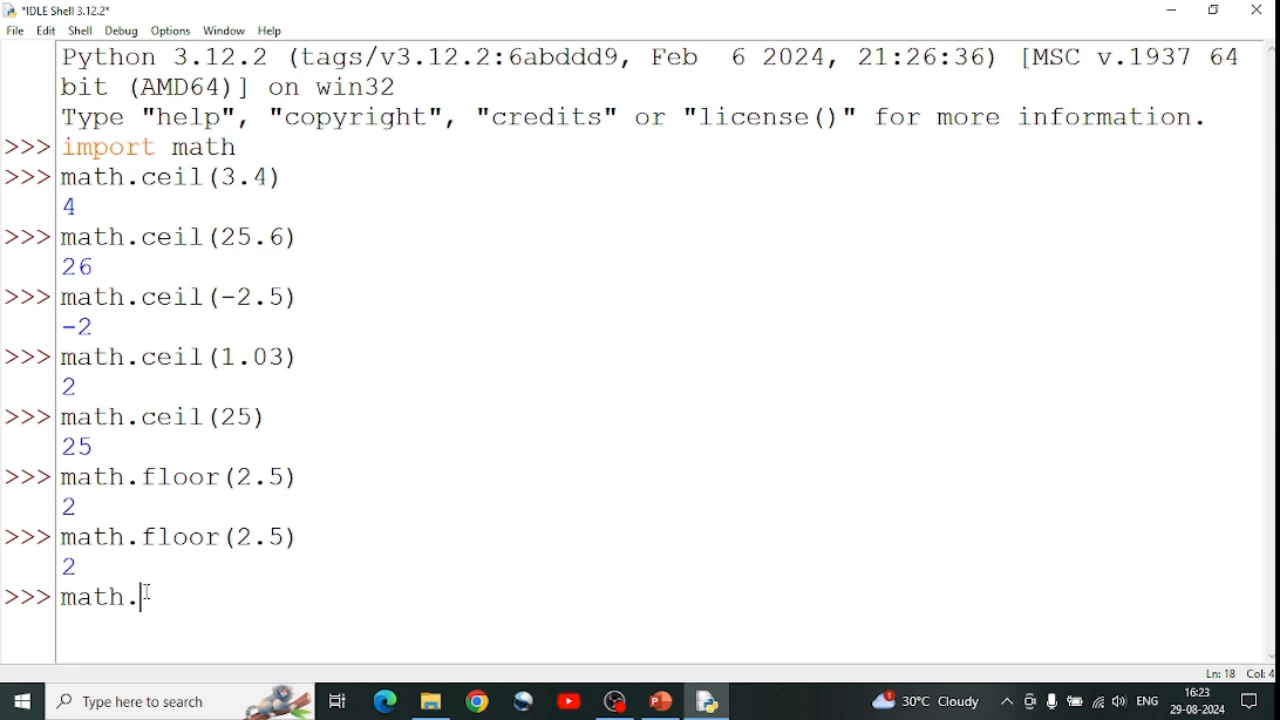 *IDLE Shell 3.12.2*
File Edit Shell Debug Options Window Help
Python 3.12.2 (tags/v3.12.2:6abddd9, Feb  6 2024, 21:26:36) [MSC v.1937 64
bit (AMD64)] on win32
Type "help", "copyright", "credits" or "license()" for more information.
>>> import math
>>> math.ceil(3.4)
4
>>> math.ceil(25.6)
26
>>> math.ceil(-2.5)
-2
>>> math.ceil(1.03)
2
>>> math.ceil(25)
25
>>> math.floor(2.5)
2
>>> math.floor(2.5)
2
>>> math.
Ln: 18 Col: 4
Type here to search
30°C Cloudy
ENG
16:23
29-08-2024